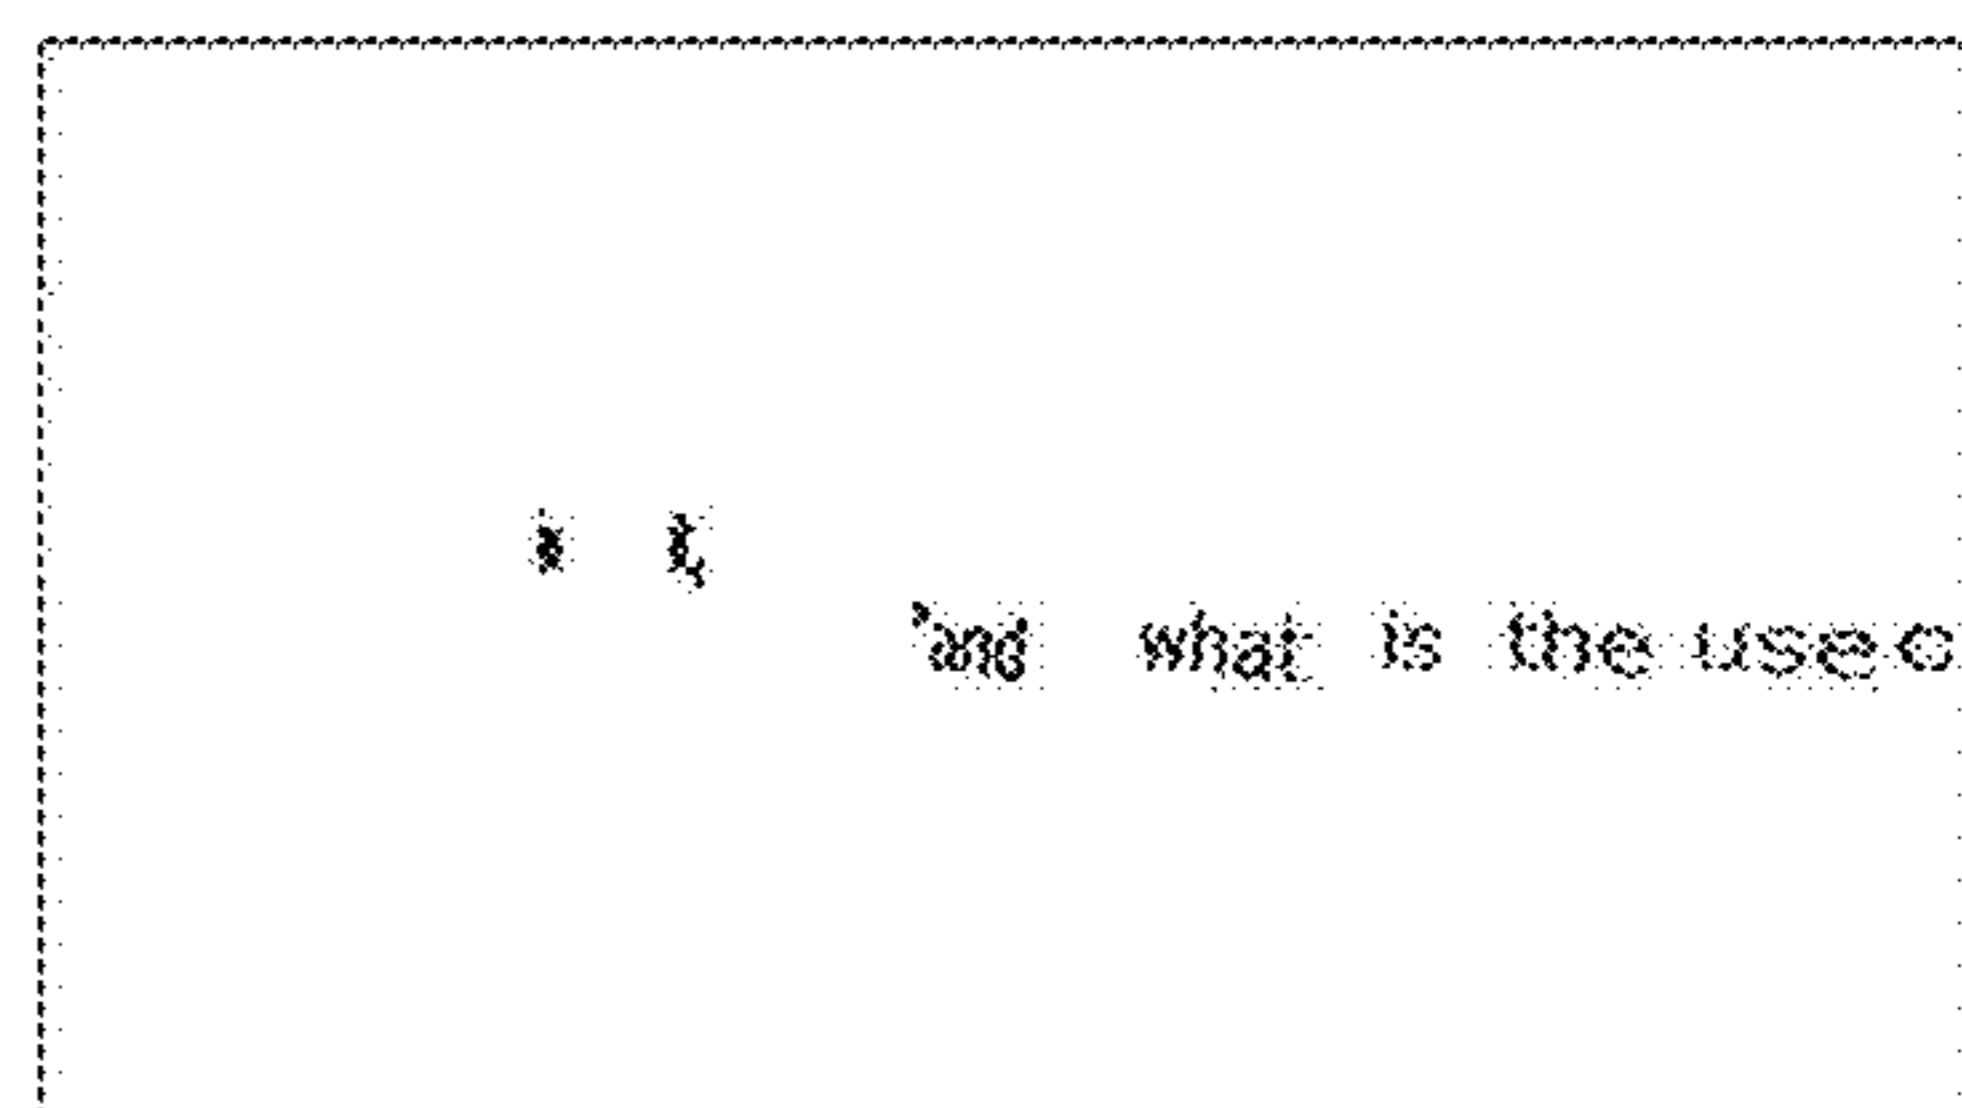 'and what is the use